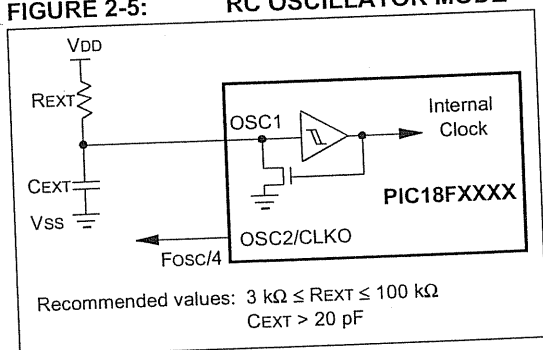 FIGURE 2-5: RC OSCILLATOR MODE
VDD
REXT
OSC1
Internal
Clock
CEXT
PIC18FXXXX
VSS
OSC2/CLKO
FOSC/4
Recommended values: 3 kΩ ≤ REXT ≤ 100 kΩ
CEXT > 20 pF